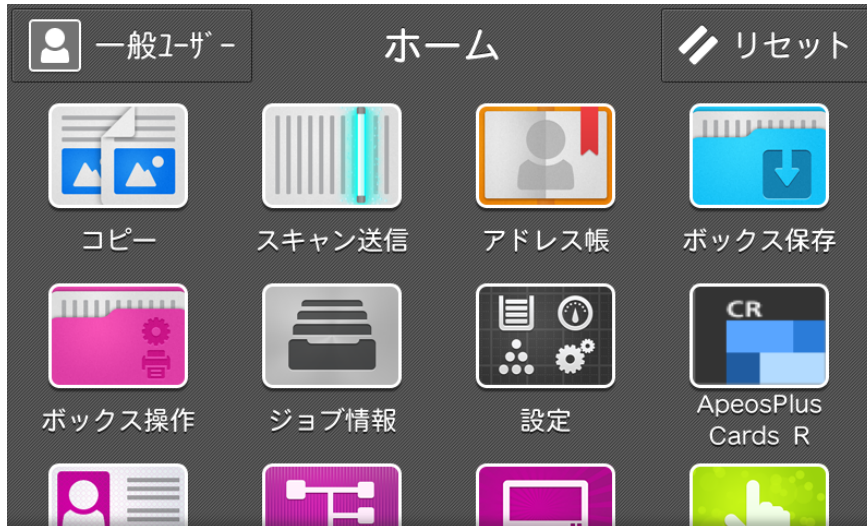 一般ﾕｰｻﾞｰ
ホーム
リセット
コピー
スキャン送信
アドレス帳
ボックス保存
CR
ボックス操作
ジョブ情報
設定
ApeosPlus
Cards R